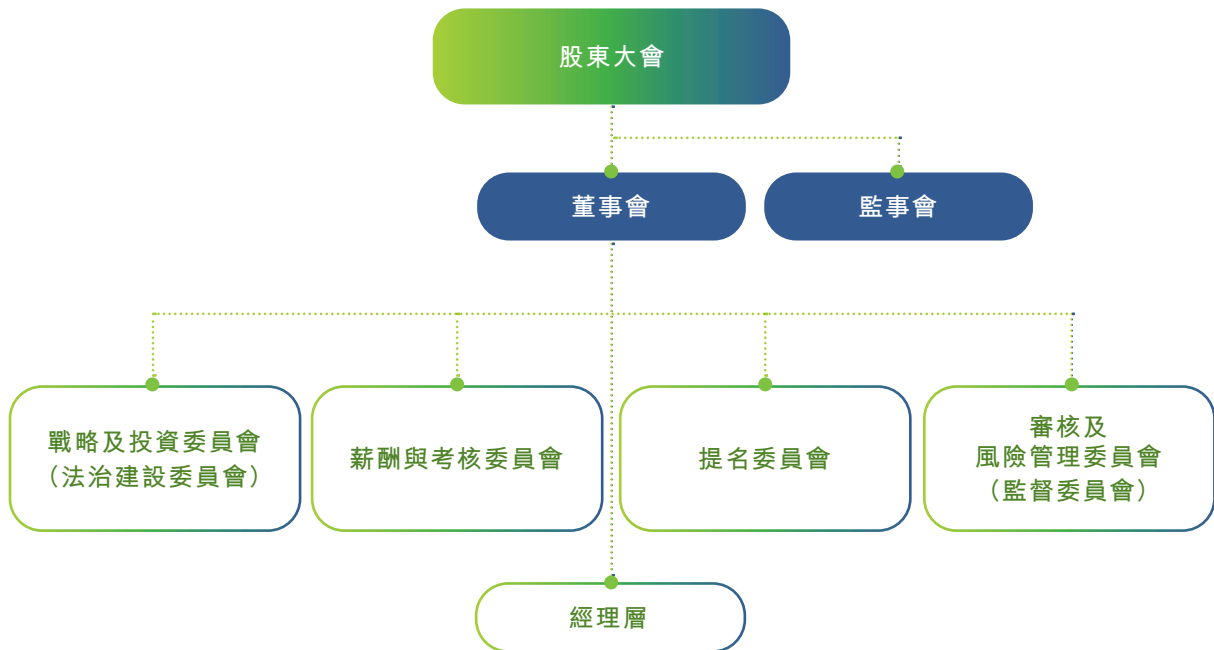 股東大會
董事會
監事會
戰略及投資委員會
（法治建設委員會）
薪酬與考核委員會
提名委員會
審核及
風險管理委員會
（監督委員會）
經理層